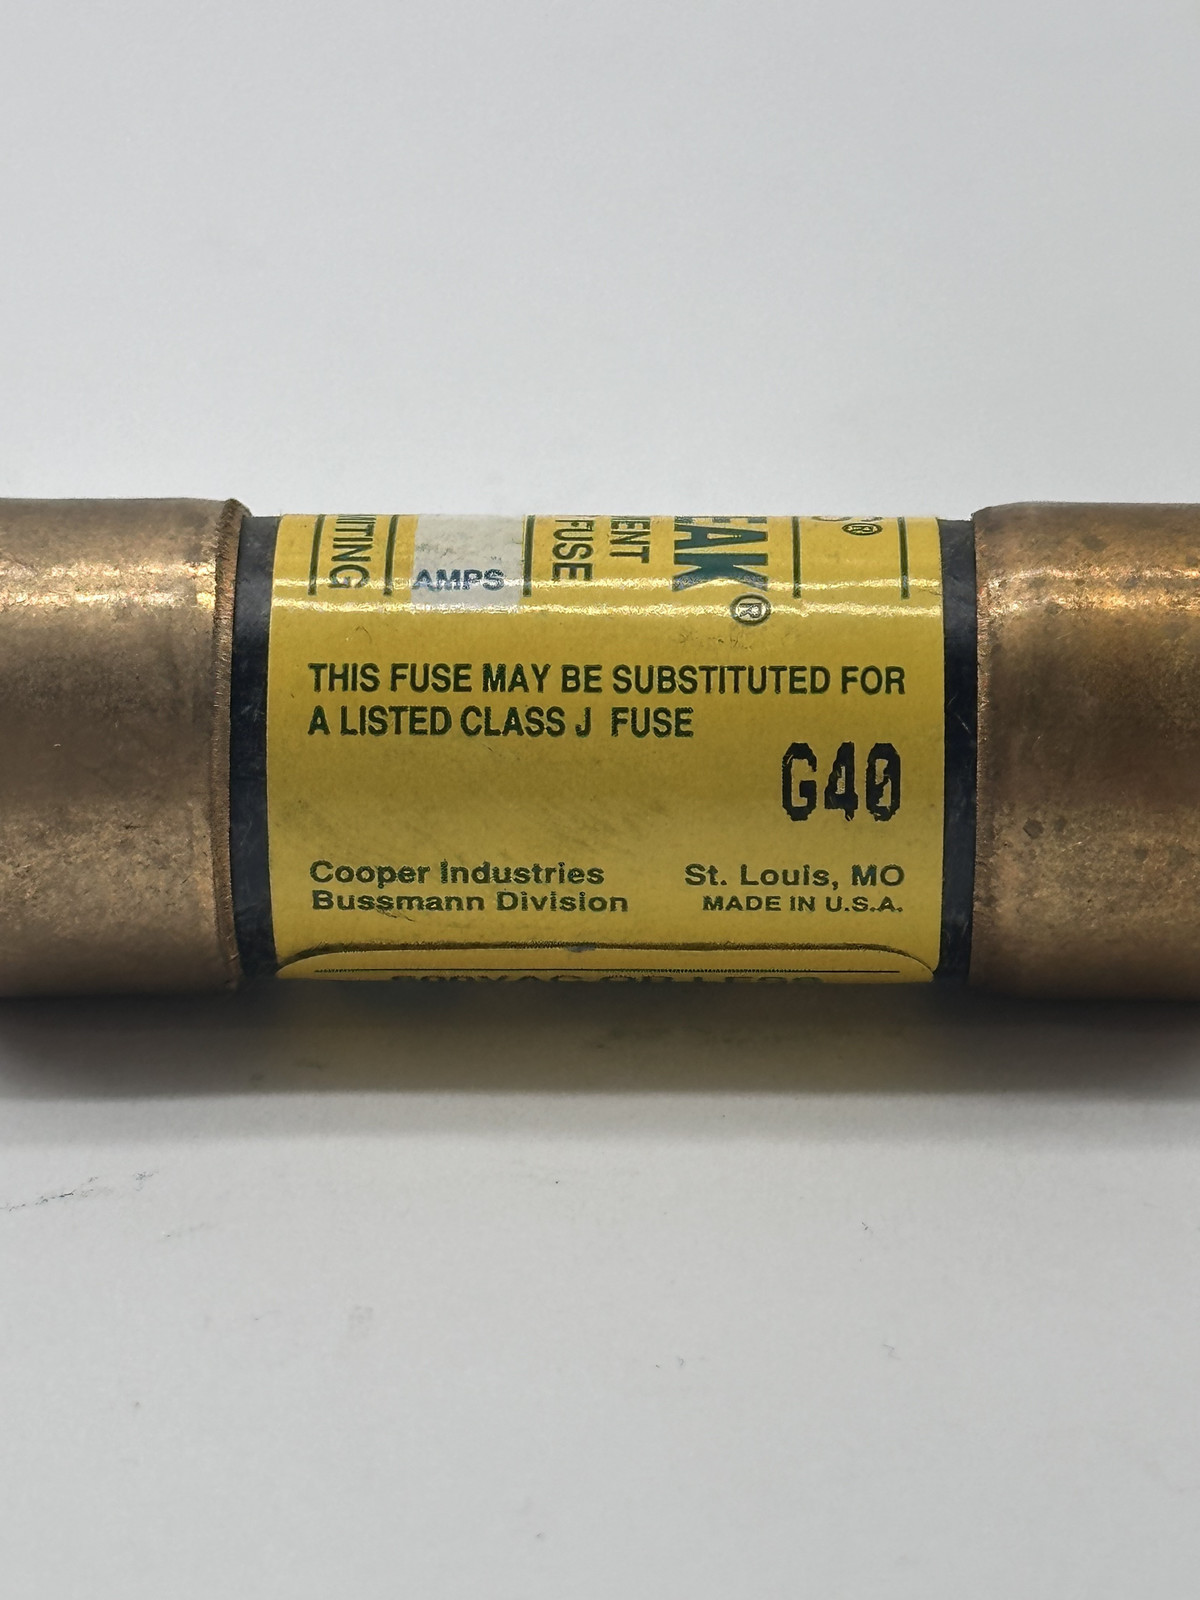 AMPS
FUSE
THIS FUSE MAY BE SUBSTITUTED FOR
A LISTED CLASS J FUSE
G40
Cooper Industries St. Louis, MO
Bussmann Division MADE IN U.S.A.